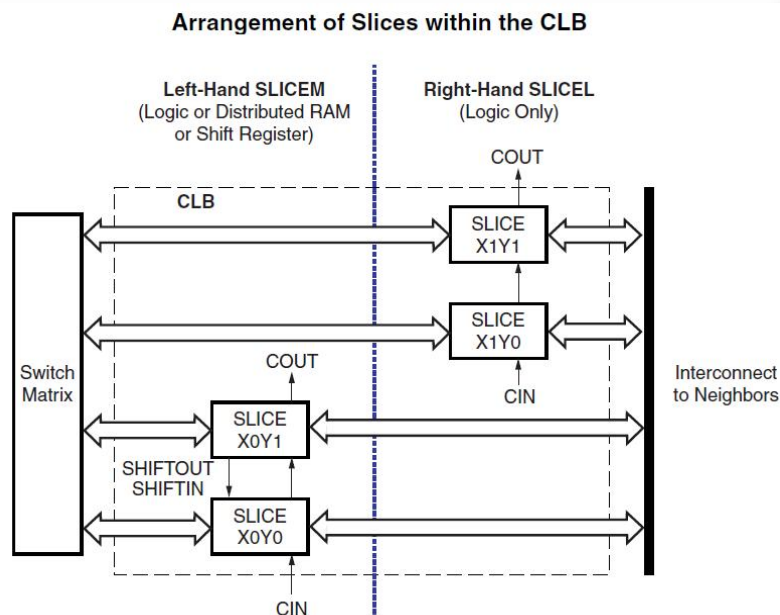 Arrangement of Slices within the CLB
Left-Hand SLICEM
(Logic or Distributed RAM
or Shift Register)
Right-Hand SLICEL
(Logic Only)
COUT
CLB
SLICE
X1Y1
SLICE
X1Y0
Switch
Matrix
COUT
CIN
Interconnect
to Neighbors
SLICE
X0Y1
SHIFTOUT
SHIFTIN
SLICE
X0Y0
CIN